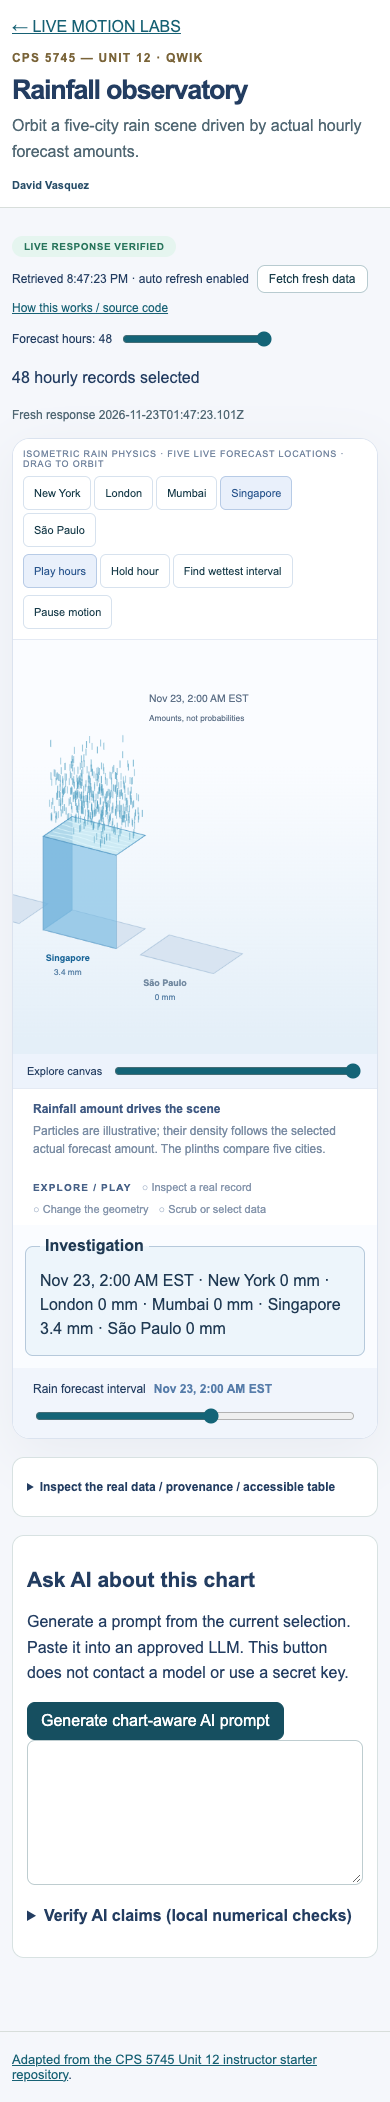 ← LIVE MOTION LABS
CPS 5745 — UNIT 12 · QWIK
Rainfall observatory
Orbit a five-city rain scene driven by actual hourly
forecast amounts.
David Vasquez
LIVE RESPONSE VERIFIED
Retrieved 8:47:23 PM · auto refresh enabled
Fetch fresh data
How this works / source code
Forecast hours: 48
48 hourly records selected
Fresh response 2026-11-23T01:47:23.101Z
ISOMETRIC RAIN PHYSICS · FIVE LIVE FORECAST LOCATIONS ·
DRAG TO ORBIT
New York
London
Mumbai
Singapore
São Paulo
Play hours
Hold hour
Find wettest interval
Pause motion
Nov 23, 2:00 AM EST
Amounts, not probabilities
Singapore
3.4 mm
São Paulo
0 mm
Explore canvas
Rainfall amount drives the scene
Particles are illustrative; their density follows the selected
actual forecast amount. The plinths compare five cities.
EXPLORE / PLAY ○ Inspect a real record
○ Change the geometry ○ Scrub or select data
Investigation
Nov 23, 2:00 AM EST · New York 0 mm ·
London 0 mm · Mumbai 0 mm · Singapore
3.4 mm · São Paulo 0 mm
Rain forecast interval Nov 23, 2:00 AM EST
▶ Inspect the real data / provenance / accessible table
Ask AI about this chart
Generate a prompt from the current selection.
Paste it into an approved LLM. This button
does not contact a model or use a secret key.
Generate chart-aware AI prompt
▶ Verify AI claims (local numerical checks)
Adapted from the CPS 5745 Unit 12 instructor starter
repository.